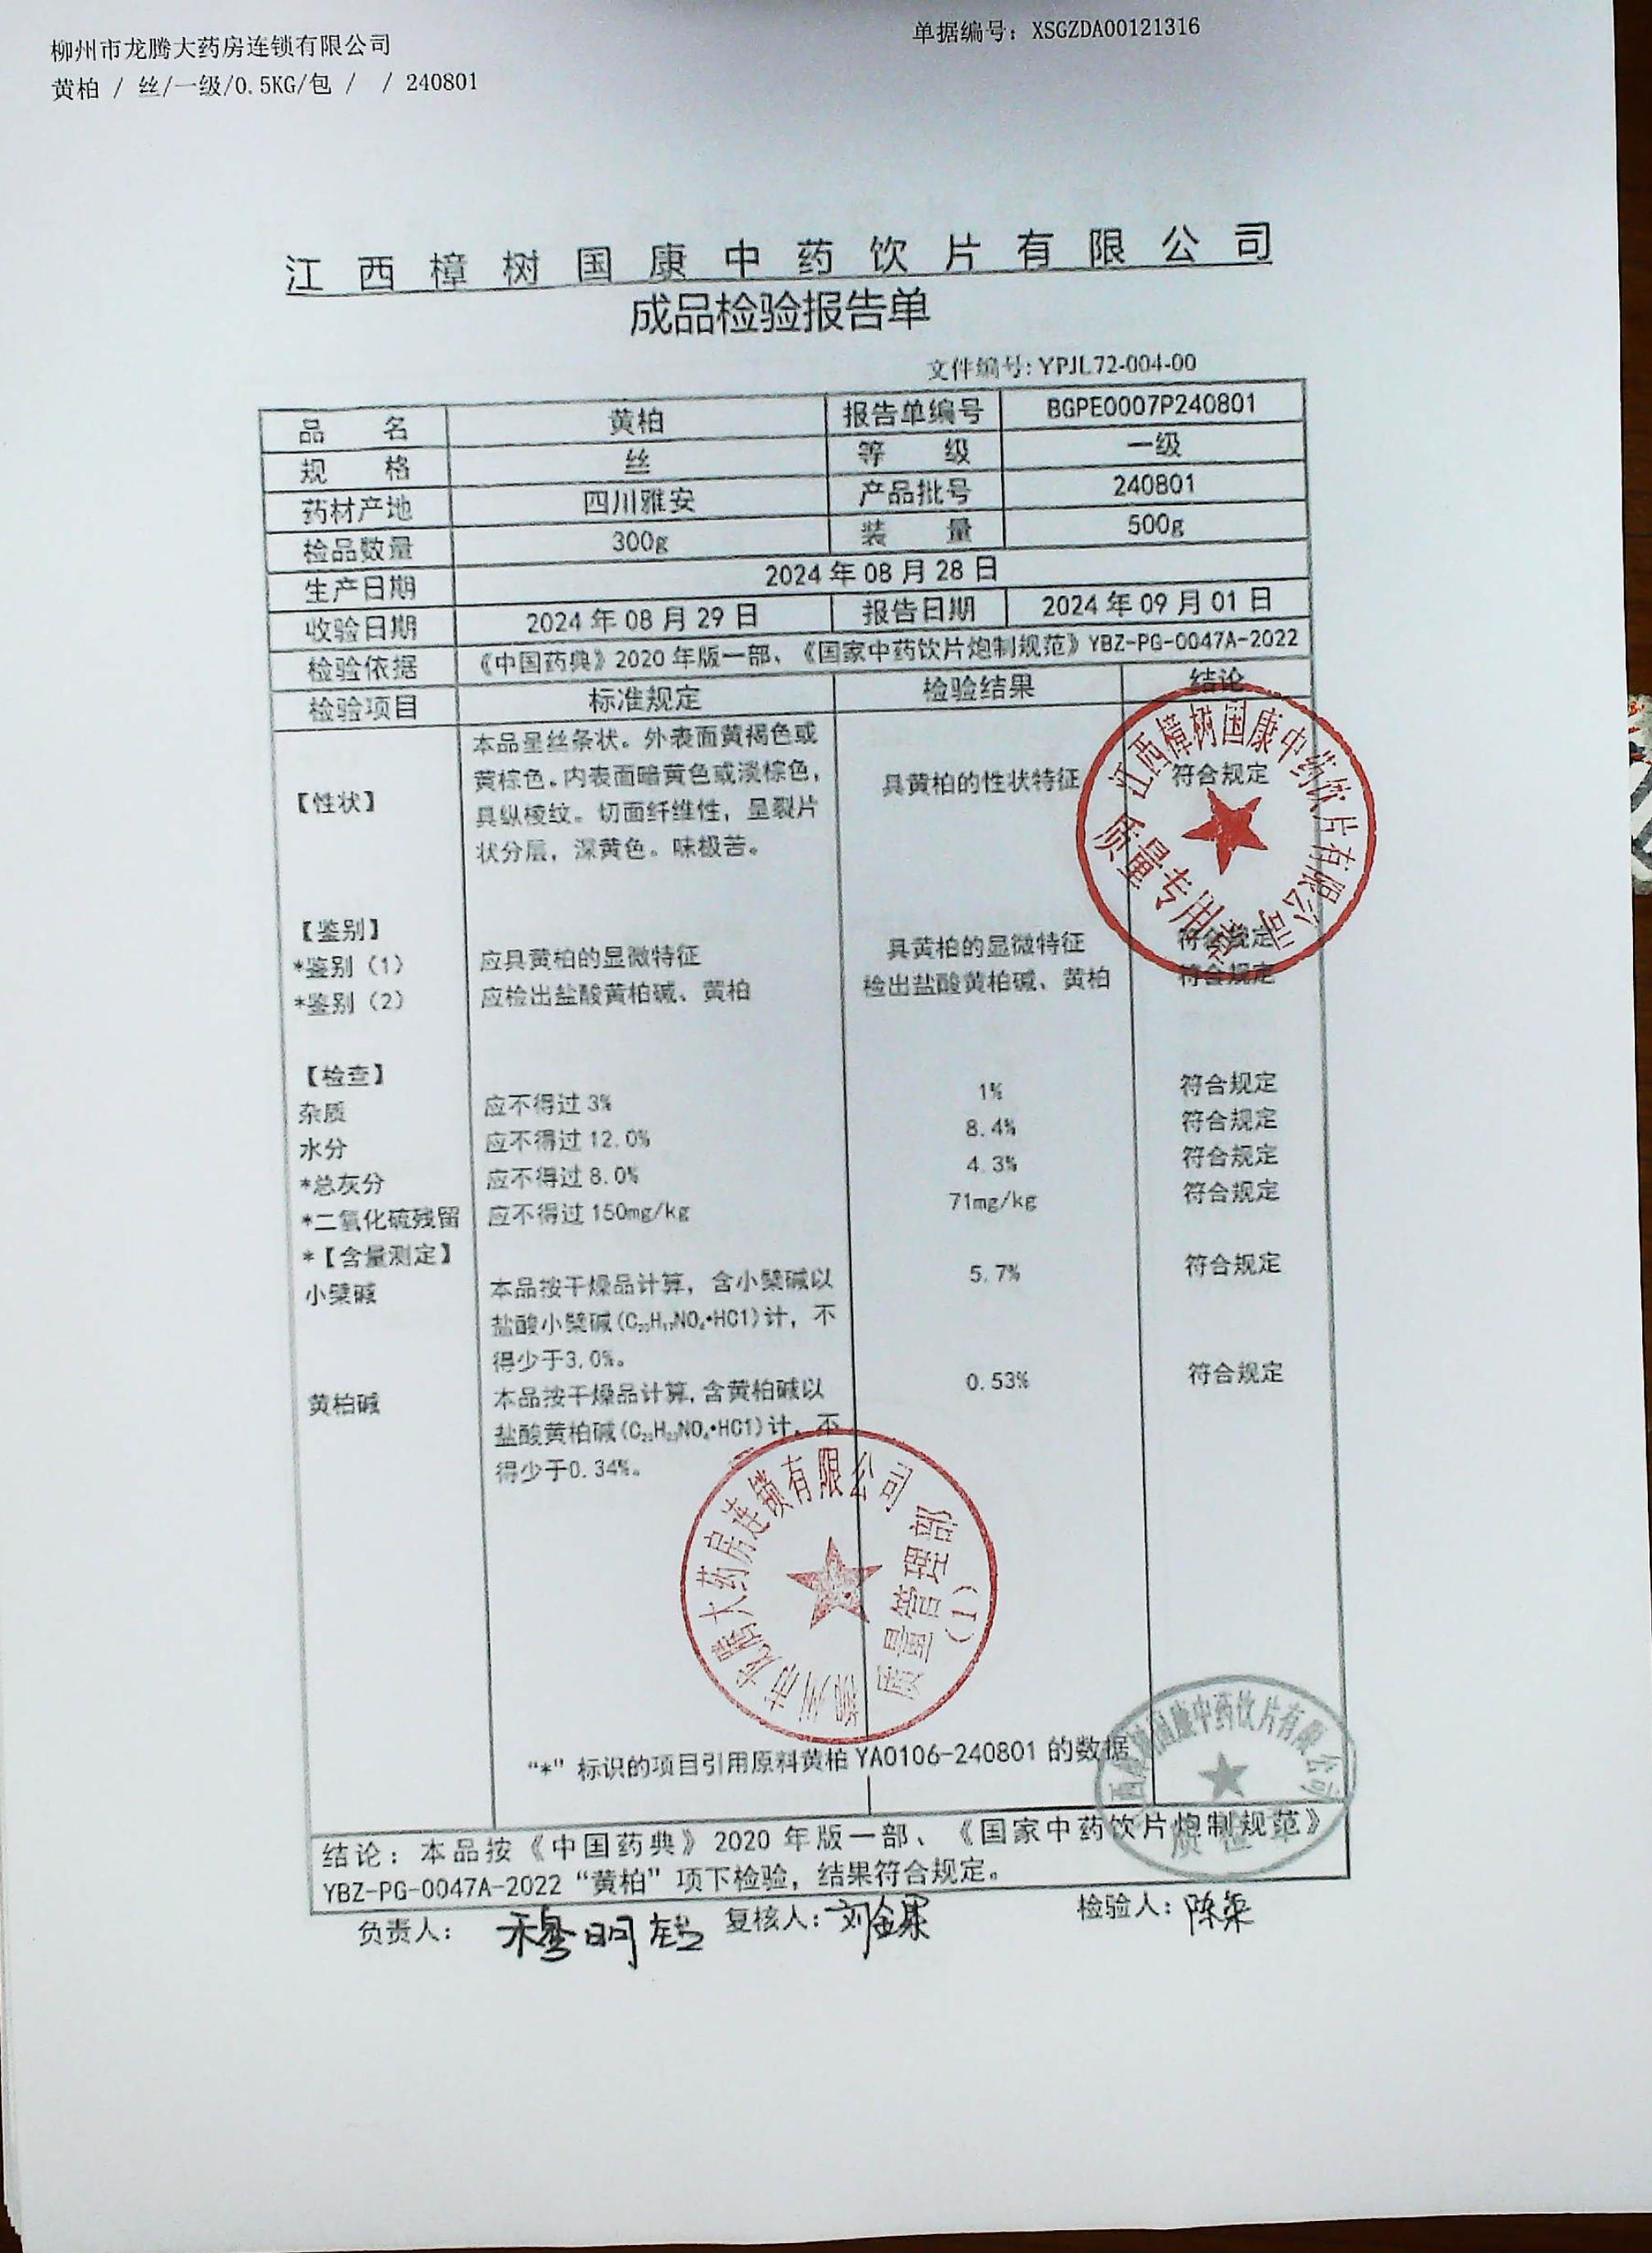 柳州市龙腾大药房连锁有限公司
单据编号：XSGZDA00121316
黄柏 / 丝/一级/0.5KG/包 / / 240801
江西樟树国康中药饮片有限公司
成品检验报告单
文件编号：YPJL72-004-00
品名 黄柏 报告单编号 BGPE0007P240801
规格 丝 等级 一级
药材产地 四川雅安 产品批号 240801
检品数量 300g 装量 500g
生产日期 2024年08月28日
收验日期 2024年08月29日 报告日期 2024年09月01日
检验依据 《中国药典》2020年版一部、《国家中药饮片炮制规范》YBZ-PG-0047A-2022
检验项目 标准规定 检验结果 结论
本品呈丝条状。外表面黄褐色或
【性状】 黄棕色。内表面暗黄色或淡棕色， 具黄柏的性状特征 符合规定
具纵棱纹。切面纤维性，呈裂片
状分层，深黄色。味极苦。
【鉴别】
*鉴别（1） 应具黄柏的显微特征 具黄柏的显微特征 符合规定
*鉴别（2） 应检出盐酸黄柏碱、黄柏 检出盐酸黄柏碱、黄柏 符合规定
【检查】
杂质 应不得过3% 1% 符合规定
水分 应不得过12.0% 8.4% 符合规定
*总灰分 应不得过8.0% 4.3% 符合规定
*二氧化硫残留 应不得过150mg/kg 71mg/kg 符合规定
*【含量测定】
小檗碱 本品按干燥品计算，含小檗碱以 5.7% 符合规定
盐酸小檗碱(C₂₀H₁₇NO₄•HCl)计，不
得少于3.0%。
黄柏碱 本品按干燥品计算,含黄柏碱以 0.53% 符合规定
盐酸黄柏碱(C₂₀H₂₃NO₄•HCl)计，不
得少于0.34%。
江西樟树国康中药饮片有限公司
质量专用章
柳州市龙腾大药房连锁有限公司
质量管理部
（1）
“*”标识的项目引用原料黄柏YA0106-240801的数据
国康中药饮片有限公司
结论：本品按《中国药典》2020年版一部、《国家中药饮片炮制规范》
YBZ-PG-0047A-2022“黄柏”项下检验，结果符合规定。
负责人： 复核人： 检验人：陈